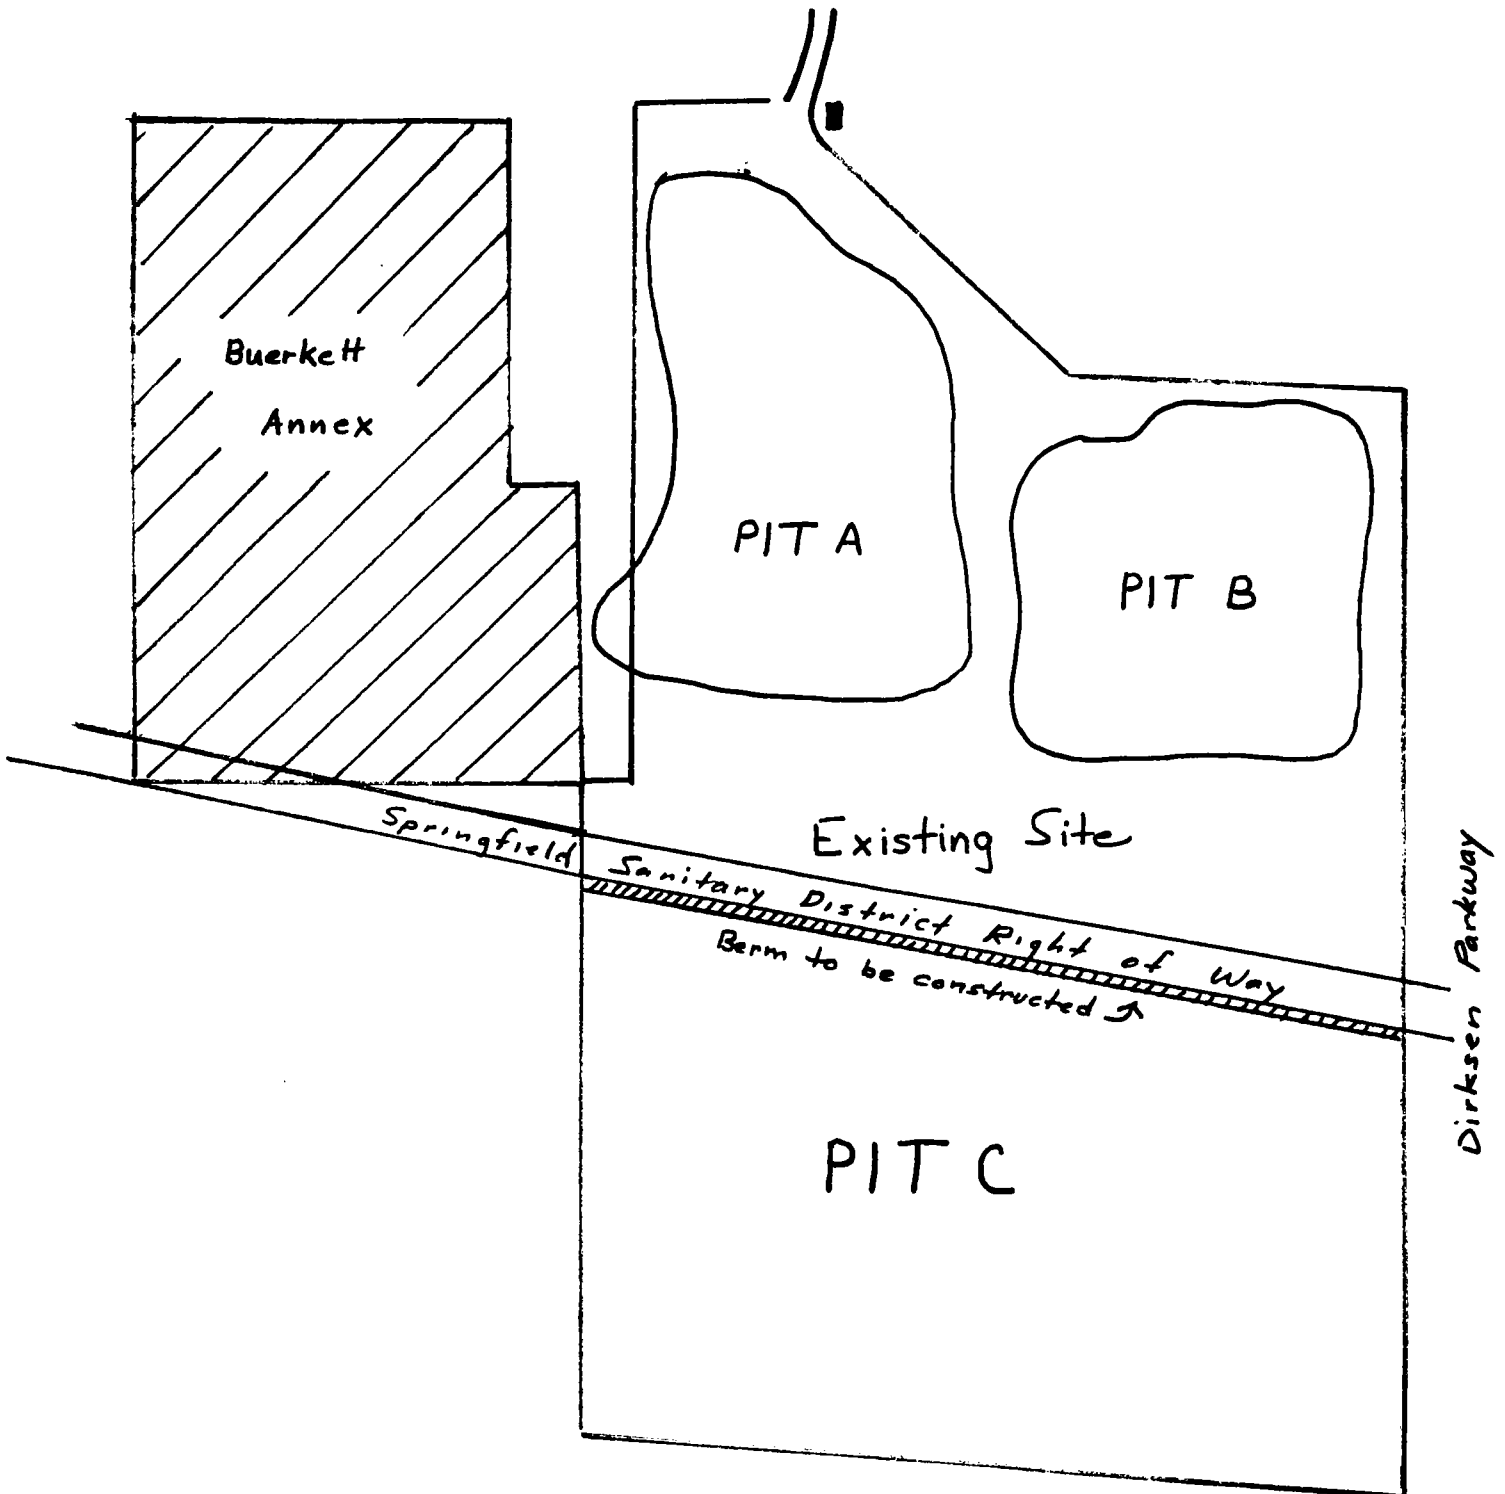 Buerkett
Annex
PIT A
PIT B
Existing Site
Springfield Sanitary District Right of Way
Berm to be constructed
PIT C
Dirksen Parkway